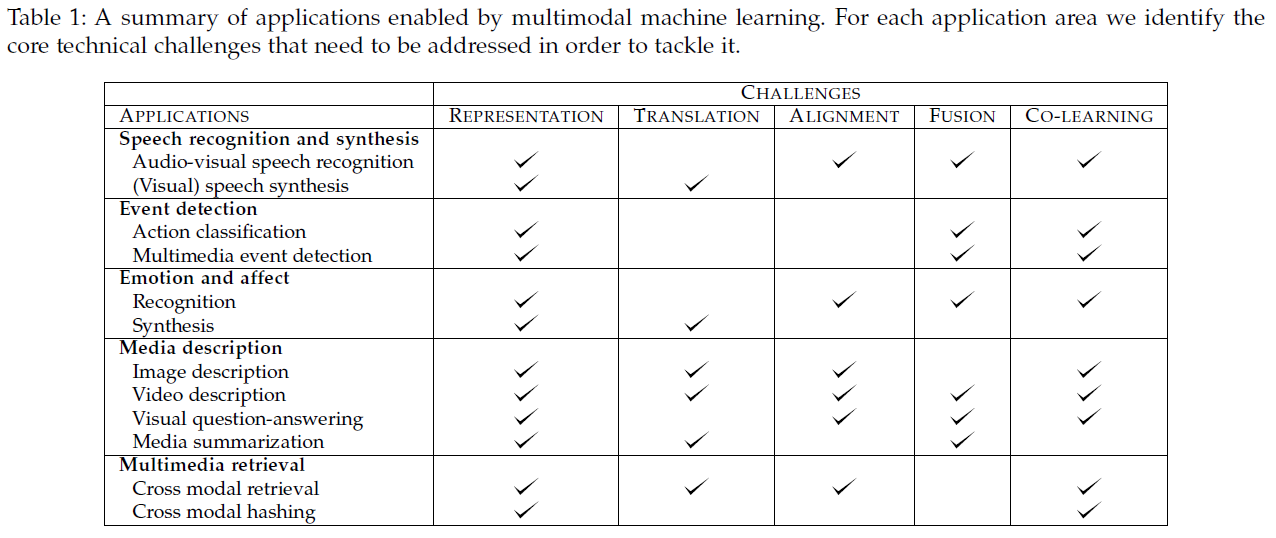 Table 1: A summary of applications enabled by multimodal machine learning. For each application area we identify the
core technical challenges that need to be addressed in order to tackle it.
CHALLENGES
APPLICATIONS REPRESENTATION TRANSLATION ALIGNMENT FUSION CO-LEARNING
Speech recognition and synthesis
Audio-visual speech recognition ✓ ✓ ✓ ✓
(Visual) speech synthesis ✓ ✓
Event detection
Action classification ✓ ✓ ✓
Multimedia event detection ✓ ✓ ✓
Emotion and affect
Recognition ✓ ✓ ✓ ✓
Synthesis ✓ ✓
Media description
Image description ✓ ✓ ✓ ✓
Video description ✓ ✓ ✓ ✓ ✓
Visual question-answering ✓ ✓ ✓ ✓
Media summarization ✓ ✓ ✓
Multimedia retrieval
Cross modal retrieval ✓ ✓ ✓ ✓
Cross modal hashing ✓ ✓